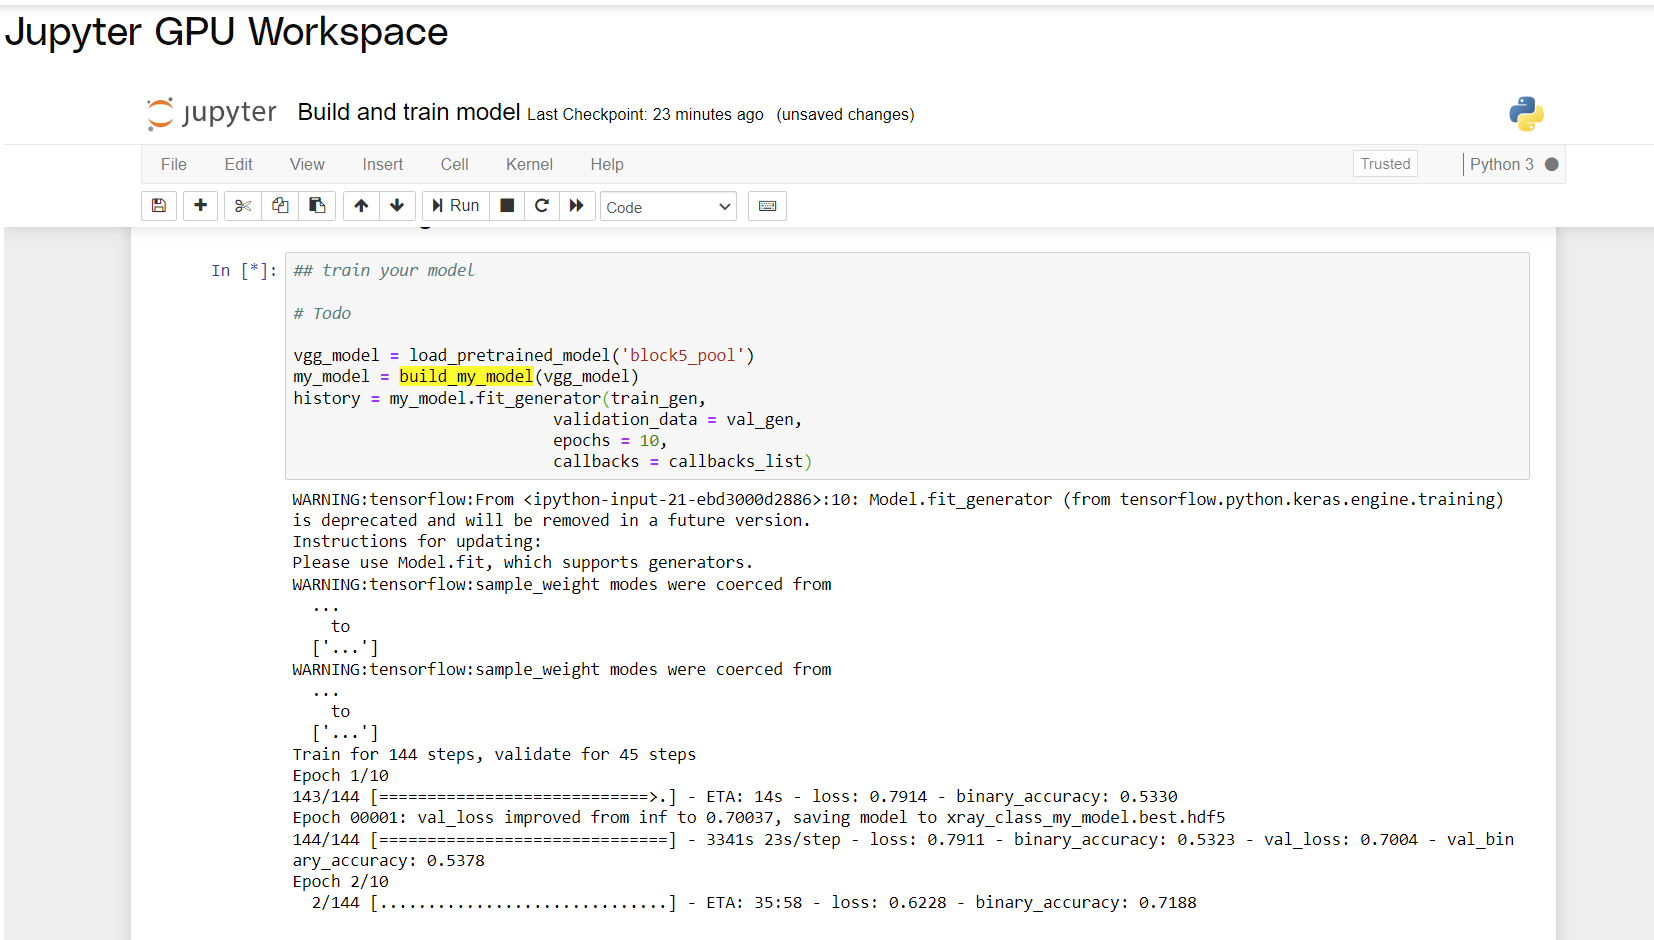 Jupyter GPU Workspace
jupyter Build and train model Last Checkpoint: 23 minutes ago (unsaved changes)
File Edit View Insert Cell Kernel Help Trusted Python 3
Run Code
In [*]: ## train your model
# Todo
vgg_model = load_pretrained_model('block5_pool')
my_model = build_my_model(vgg_model)
history = my_model.fit_generator(train_gen,
validation_data = val_gen,
epochs = 10,
callbacks = callbacks_list)
WARNING:tensorflow:From <ipython-input-21-ebd3000d2886>:10: Model.fit_generator (from tensorflow.python.keras.engine.training)
is deprecated and will be removed in a future version.
Instructions for updating:
Please use Model.fit, which supports generators.
WARNING:tensorflow:sample_weight modes were coerced from
...
to
['...']
WARNING:tensorflow:sample_weight modes were coerced from
...
to
['...']
Train for 144 steps, validate for 45 steps
Epoch 1/10
143/144 [============================>.] - ETA: 14s - loss: 0.7914 - binary_accuracy: 0.5330
Epoch 00001: val_loss improved from inf to 0.70037, saving model to xray_class_my_model.best.hdf5
144/144 [==============================] - 3341s 23s/step - loss: 0.7911 - binary_accuracy: 0.5323 - val_loss: 0.7004 - val_bin
ary_accuracy: 0.5378
Epoch 2/10
2/144 [..............................] - ETA: 35:58 - loss: 0.6228 - binary_accuracy: 0.7188